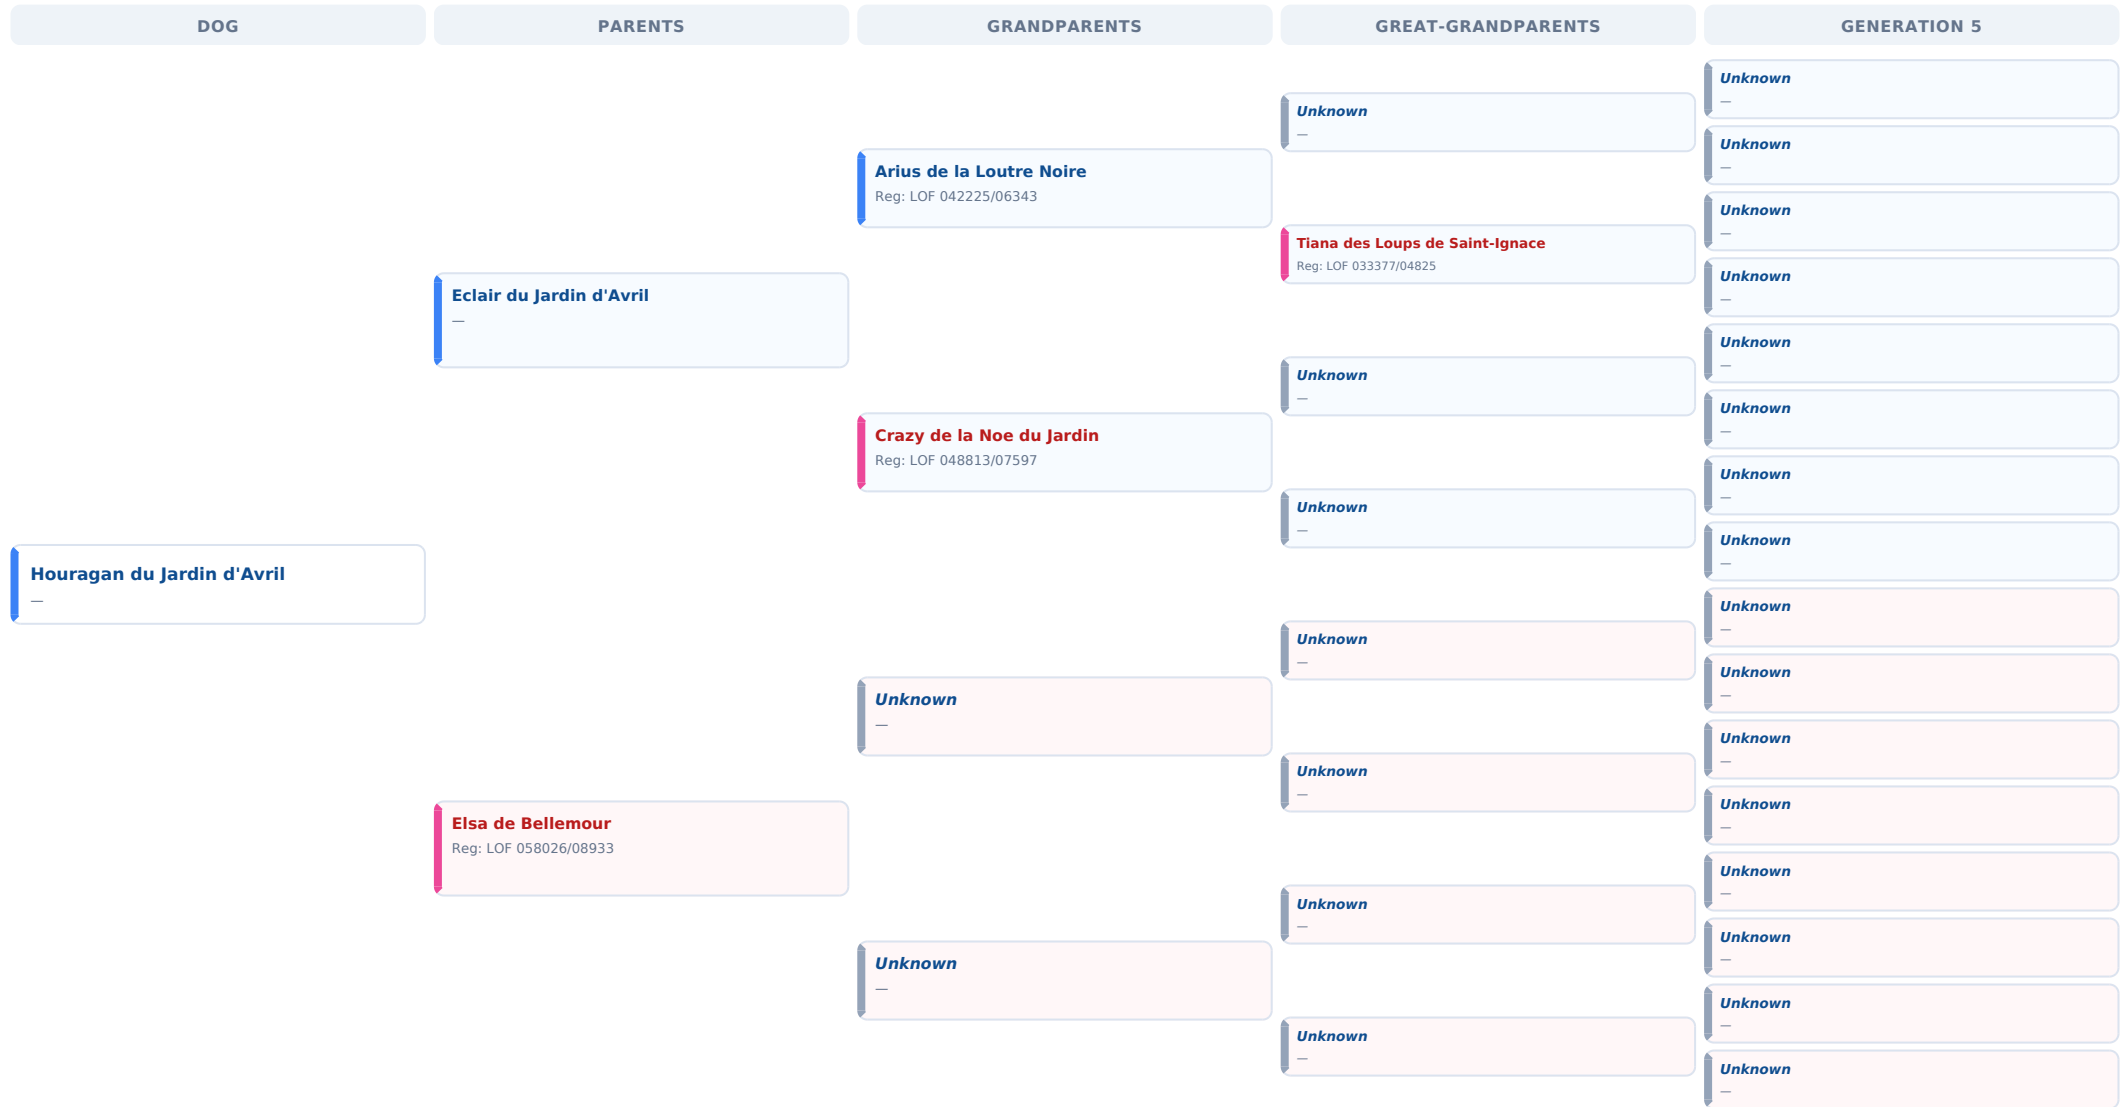 DOG
PARENTS
GRANDPARENTS
GREAT-GRANDPARENTS
GENERATION 5
Houragan du Jardin d'Avril
—
Eclair du Jardin d'Avril
—
Elsa de Bellemour
Reg: LOF 058026/08933
Arius de la Loutre Noire
Reg: LOF 042225/06343
Crazy de la Noe du Jardin
Reg: LOF 048813/07597
Unknown
—
Unknown
—
Unknown
—
Tiana des Loups de Saint-Ignace
Reg: LOF 033377/04825
Unknown
—
Unknown
—
Unknown
—
Unknown
—
Unknown
—
Unknown
—
Unknown
—
Unknown
—
Unknown
—
Unknown
—
Unknown
—
Unknown
—
Unknown
—
Unknown
—
Unknown
—
Unknown
—
Unknown
—
Unknown
—
Unknown
—
Unknown
—
Unknown
—
Unknown
—